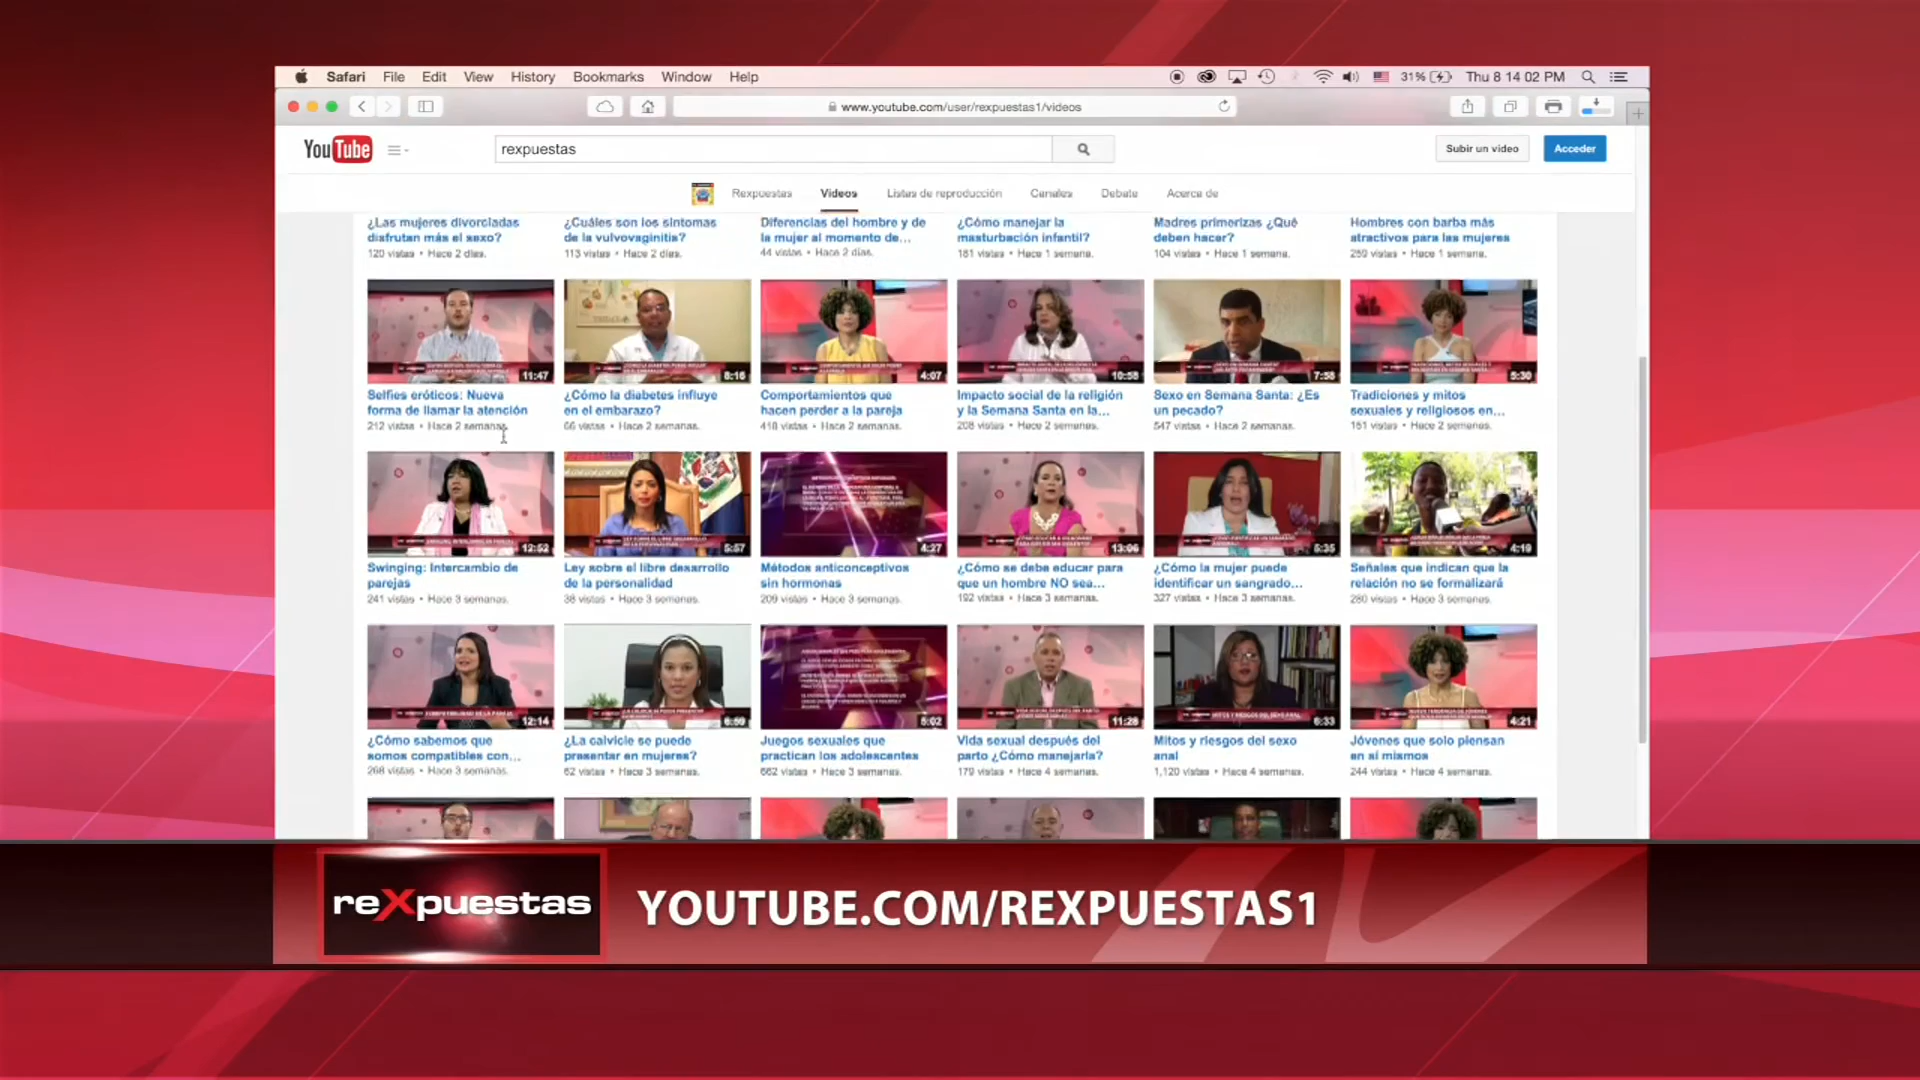 Safari File Edit View History Bookmarks Window Help 31% Thu 8 14 02 PM
www.youtube.com/user/rexpuestas1/videos
YouTube rexpuestas Subir un video Acceder
Rexpuestas Videos Listas de reproducción Canales Debate Acerca de
¿Las mujeres divorciadas
disfrutan más el sexo?
120 vistas • Hace 2 días.
¿Cuáles son los síntomas
de la vulvovaginitis?
113 vistas • Hace 2 días.
Diferencias del hombre y de
la mujer al momento de...
44 vistas • Hace 2 días.
¿Cómo manejar la
masturbación infantil?
181 vistas • Hace 1 semana.
Madres primerizas ¿Qué
deben hacer?
104 vistas • Hace 1 semana.
Hombres con barba más
atractivos para las mujeres
259 vistas • Hace 1 semana.
11:47
Selfies eróticos: Nueva
forma de llamar la atención
212 vistas • Hace 2 semanas.
8:16
¿Cómo la diabetes influye
en el embarazo?
66 vistas • Hace 2 semanas.
4:07
Comportamientos que
hacen perder a la pareja
418 vistas • Hace 2 semanas.
10:58
Impacto social de la religión
y la Semana Santa en la...
208 vistas • Hace 2 semanas.
7:58
Sexo en Semana Santa: ¿Es
un pecado?
547 vistas • Hace 2 semanas.
5:30
Tradiciones y mitos
sexuales y religiosos en...
161 vistas • Hace 2 semanas.
12:52
Swinging: Intercambio de
parejas
241 vistas • Hace 3 semanas.
5:57
Ley sobre el libre desarrollo
de la personalidad
38 vistas • Hace 3 semanas.
4:27
Métodos anticonceptivos
sin hormonas
209 vistas • Hace 3 semanas.
13:06
¿Cómo se debe educar para
que un hombre NO sea...
192 vistas • Hace 3 semanas.
5:35
¿Cómo la mujer puede
identificar un sangrado...
327 vistas • Hace 3 semanas.
4:19
Señales que indican que la
relación no se formalizará
280 vistas • Hace 3 semanas.
12:14
¿Cómo sabemos que
somos compatibles con...
268 vistas • Hace 3 semanas.
6:50
¿La calvicie se puede
presentar en mujeres?
62 vistas • Hace 3 semanas.
5:02
Juegos sexuales que
practican los adolescentes
662 vistas • Hace 3 semanas.
11:28
Vida sexual después del
parto ¿Cómo manejarla?
179 vistas • Hace 4 semanas.
6:33
Mitos y riesgos del sexo
anal
1,120 vistas • Hace 4 semanas.
4:21
Jóvenes que solo piensan
en sí mismos
244 vistas • Hace 4 semanas.
reXpuestas
YOUTUBE.COM/REXPUESTAS1